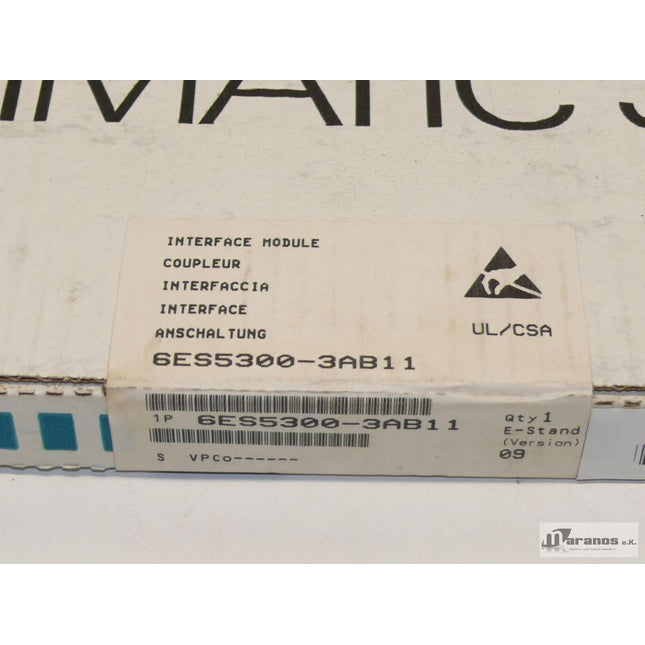 IMATIC S
INTERFACE MODULE
COUPLEUR
INTERFACCIA
INTERFACE
ANSCHALTUNG
6ES5300-3AB11
UL/CSA
1P 6ES5300-3AB11
S VPCo------
Qty 1
E-Stand
(Version)
09
maranos e.K.